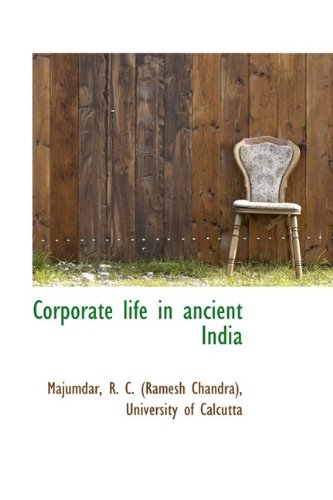 Corporate life in ancient
India
Majumdar, R. C. (Ramesh Chandra),
University of Calcutta